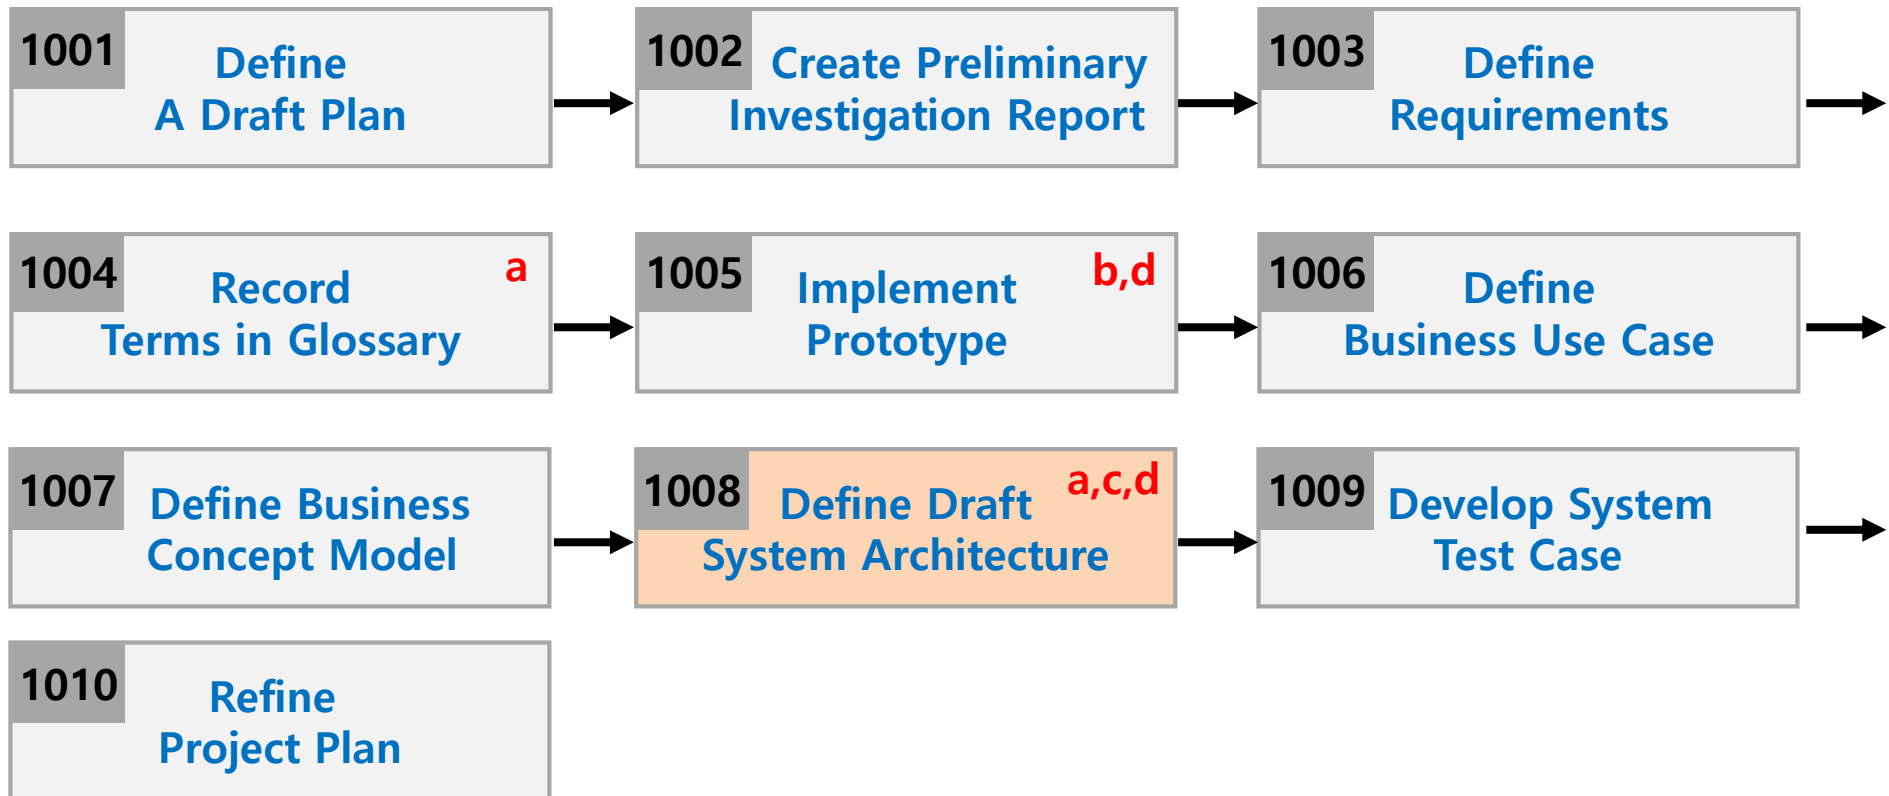 1001
Define
A Draft Plan
1002
Create Preliminary
Investigation Report
1003
Define
Requirements
1004
a
Record
Terms in Glossary
1005
b,d
Implement
Prototype
1006
Define
Business Use Case
1007
Define Business
Concept Model
1008
a,c,d
Define Draft
System Architecture
1009
Develop System
Test Case
1010
Refine
Project Plan